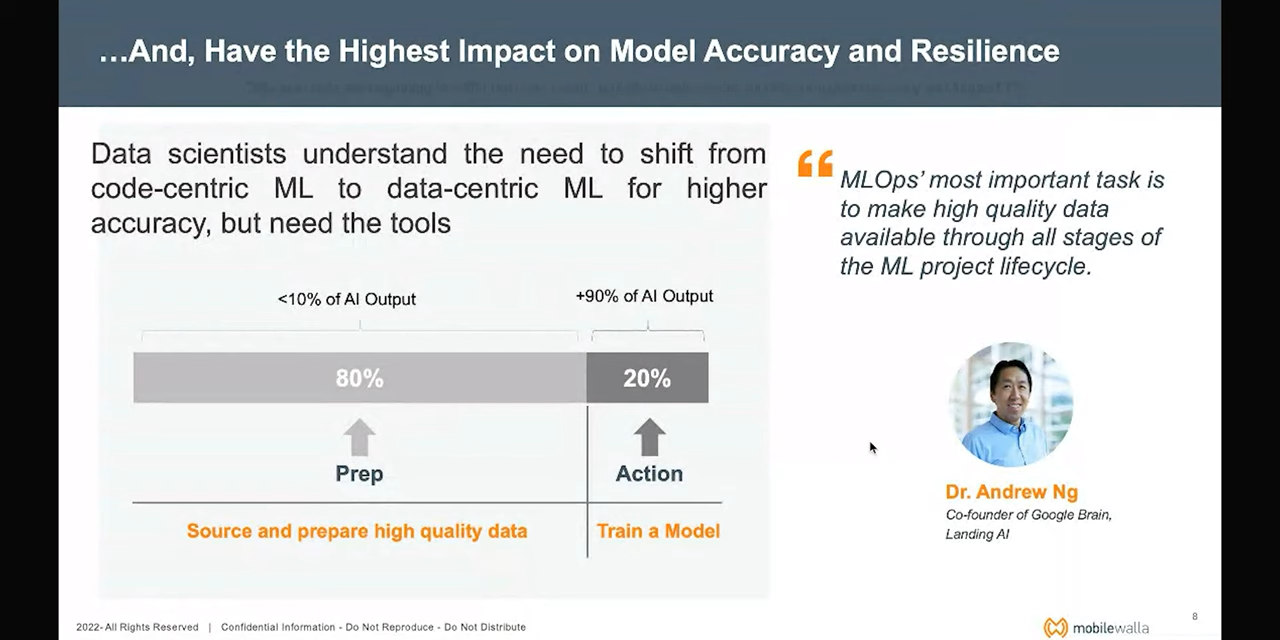 ...And, Have the Highest Impact on Model Accuracy and Resilience
Data scientists understand the need to shift from
code-centric ML to data-centric ML for higher
accuracy, but need the tools
<10% of AI Output
+90% of AI Output
80%
20%
Prep
Action
Source and prepare high quality data
Train a Model
“ MLOps’ most important task is
to make high quality data
available through all stages of
the ML project lifecycle.
Dr. Andrew Ng
Co-founder of Google Brain,
Landing AI
2022- All Rights Reserved | Confidential Information - Do Not Reproduce - Do Not Distribute
mobilewalla
8